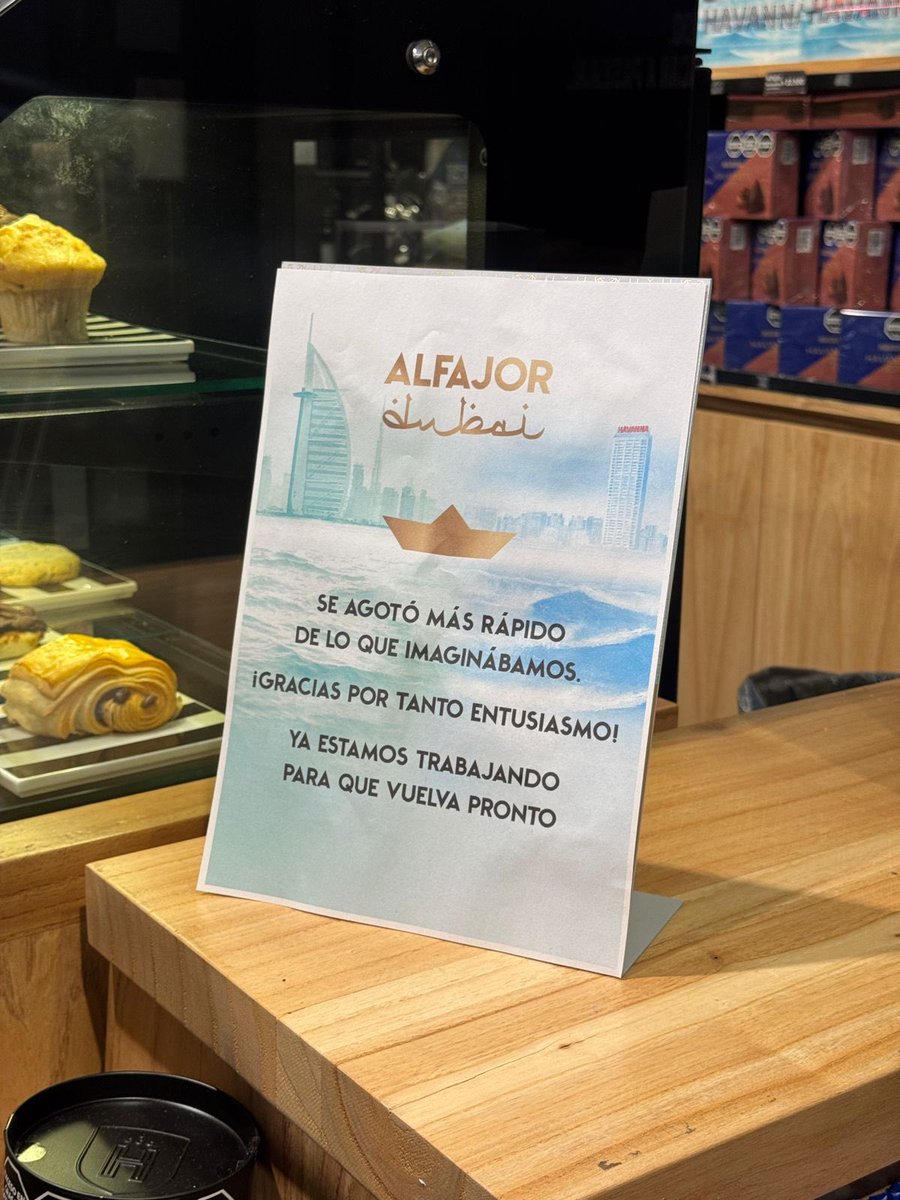 HAVANNA
ALFAJOR
dubai
HAVANNA
SE AGOTÓ MÁS RÁPIDO
DE LO QUE IMAGINÁBAMOS.
¡GRACIAS POR TANTO ENTUSIASMO!
YA ESTAMOS TRABAJANDO
PARA QUE VUELVA PRONTO
H